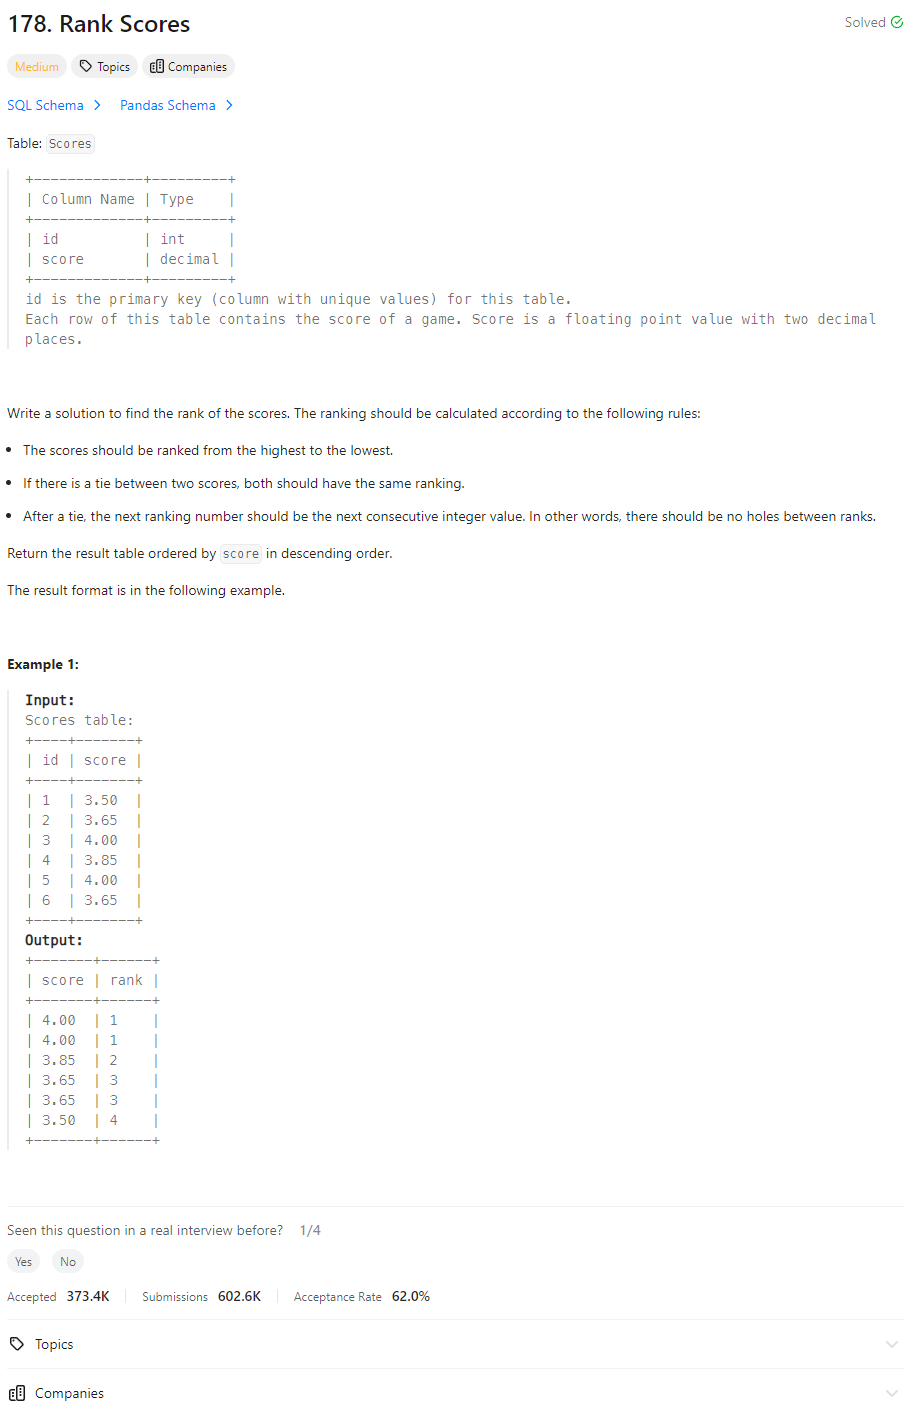 178. Rank Scores
Solved
Medium
Topics
Companies
SQL Schema >
Pandas Schema >
Table: Scores
+-------------+---------+
| Column Name | Type    |
+-------------+---------+
| id          | int     |
| score       | decimal |
+-------------+---------+
id is the primary key (column with unique values) for this table.
Each row of this table contains the score of a game. Score is a floating point value with two decimal
places.
Write a solution to find the rank of the scores. The ranking should be calculated according to the following rules:
• The scores should be ranked from the highest to the lowest.
• If there is a tie between two scores, both should have the same ranking.
• After a tie, the next ranking number should be the next consecutive integer value. In other words, there should be no holes between ranks.
Return the result table ordered by score in descending order.
The result format is in the following example.
Example 1:
Input:
Scores table:
+----+-------+
| id | score |
+----+-------+
| 1  | 3.50  |
| 2  | 3.65  |
| 3  | 4.00  |
| 4  | 3.85  |
| 5  | 4.00  |
| 6  | 3.65  |
+----+-------+
Output:
+-------+------+
| score | rank |
+-------+------+
| 4.00  | 1    |
| 4.00  | 1    |
| 3.85  | 2    |
| 3.65  | 3    |
| 3.65  | 3    |
| 3.50  | 4    |
+-------+------+
Seen this question in a real interview before? 1/4
Yes No
Accepted 373.4K | Submissions 602.6K | Acceptance Rate 62.0%
Topics
Companies